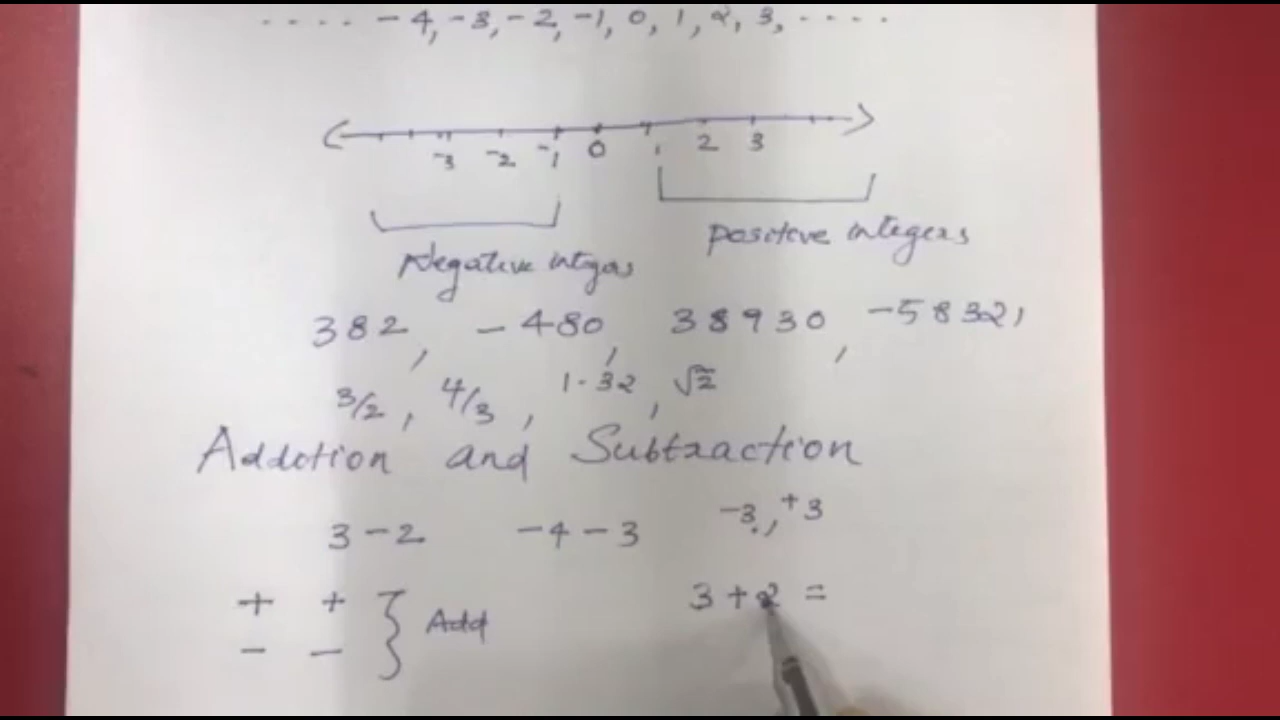 ..... -4, -3, -2, -1, 0, 1, 2, 3, .....
-3 -2 -1 0 1 2 3
Negative integers positive integers
382, -480, 38930, -58321
3/2, 4/3, 1.32, √2
Addition and Subtraction
3-2 -4-3 -3, +3
+ + } Add 3+2 =
- -